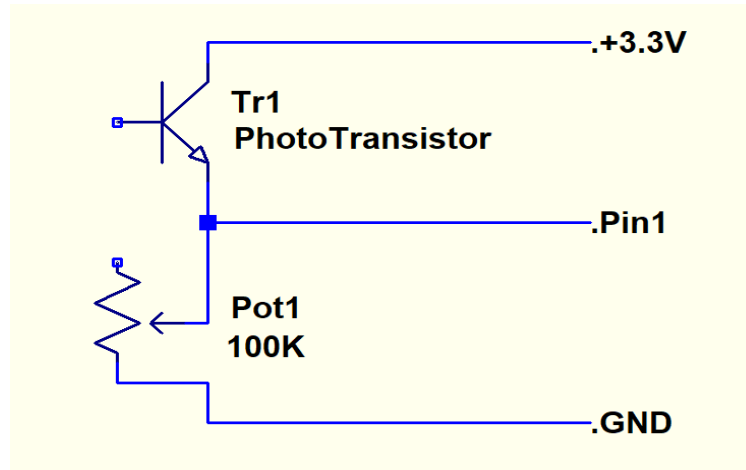 .+3.3V
Tr1
PhotoTransistor
.Pin1
Pot1
100K
.GND